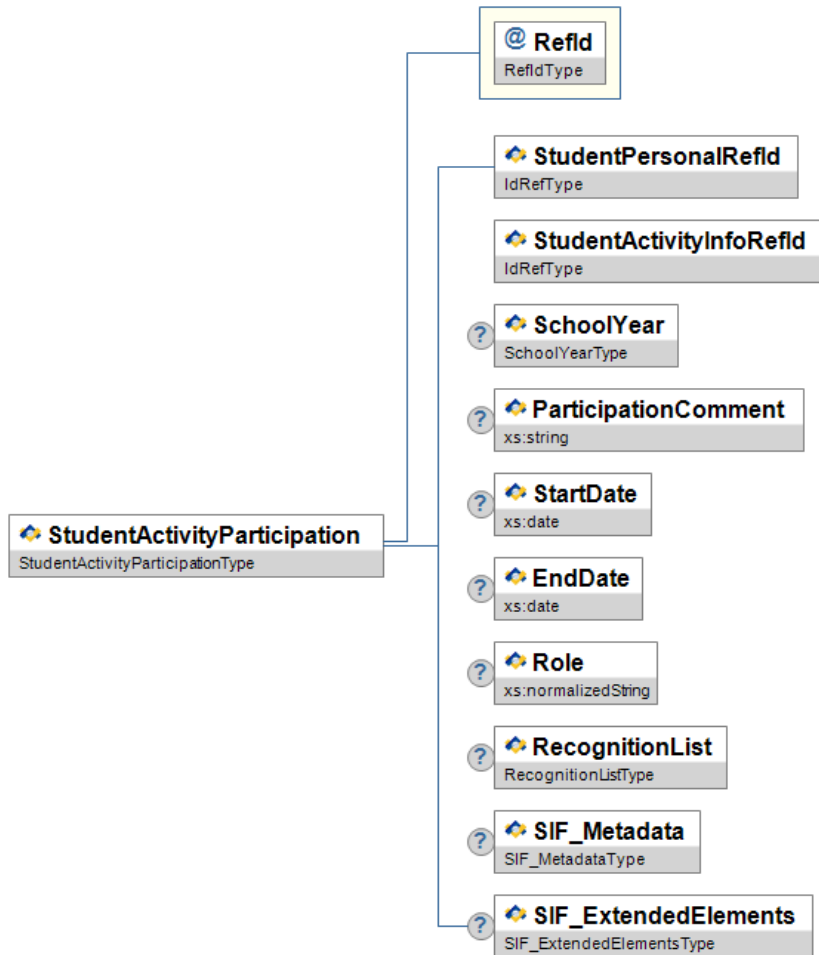 @ RefId
RefIdType
StudentPersonalRefId
IdRefType
StudentActivityInfoRefId
IdRefType
? SchoolYear
SchoolYearType
? ParticipationComment
xs:string
? StartDate
xs:date
StudentActivityParticipation
StudentActivityParticipationType
? EndDate
xs:date
? Role
xs:normalizedString
? RecognitionList
RecognitionListType
? SIF_Metadata
SIF_MetadataType
? SIF_ExtendedElements
SIF_ExtendedElementsType